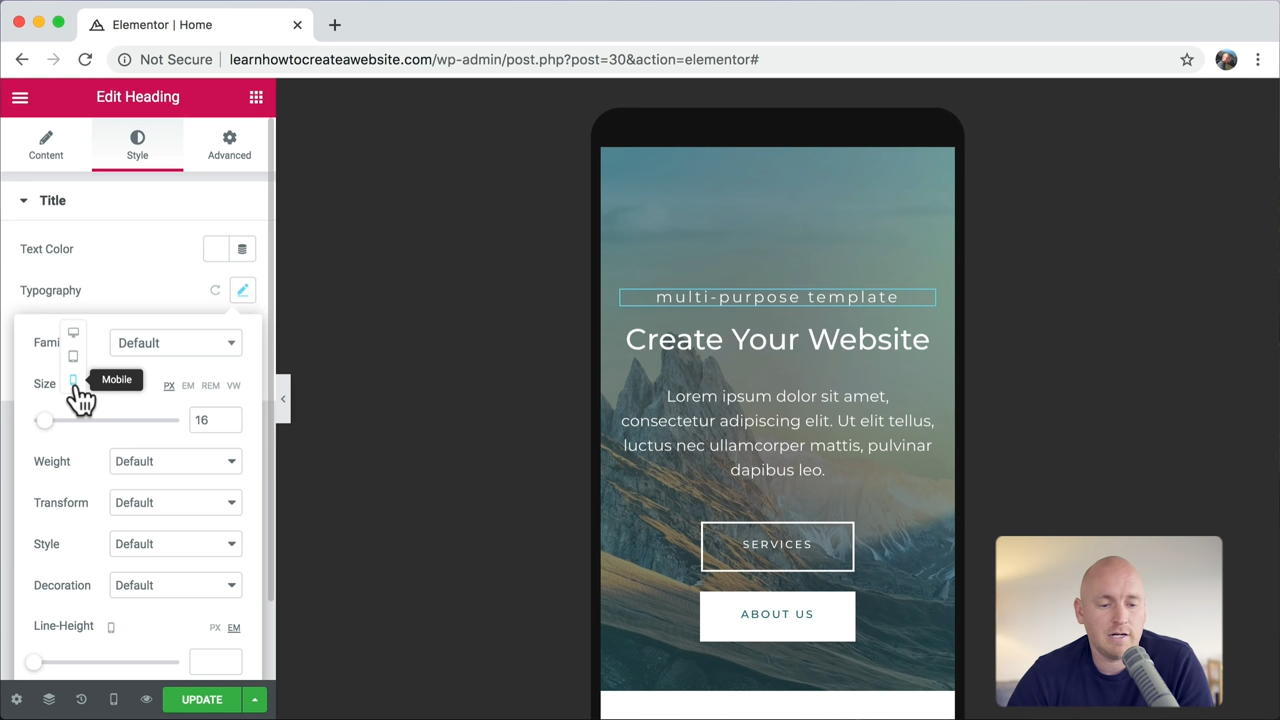 Elementor | Home
Not Secure
learnhowtocreateawebsite.com/wp-admin/post.php?post=30&action=elementor#
Edit Heading
Content
Style
Advanced
Title
Text Color
Typography
Fami
Default
Size
Mobile
PX EM REM VW
16
Weight
Default
Transform
Default
Style
Default
Decoration
Default
Line-Height
PX EM
UPDATE
multi-purpose template
Create Your Website
Lorem ipsum dolor sit amet,
consectetur adipiscing elit. Ut elit tellus,
luctus nec ullamcorper mattis, pulvinar
dapibus leo.
SERVICES
ABOUT US